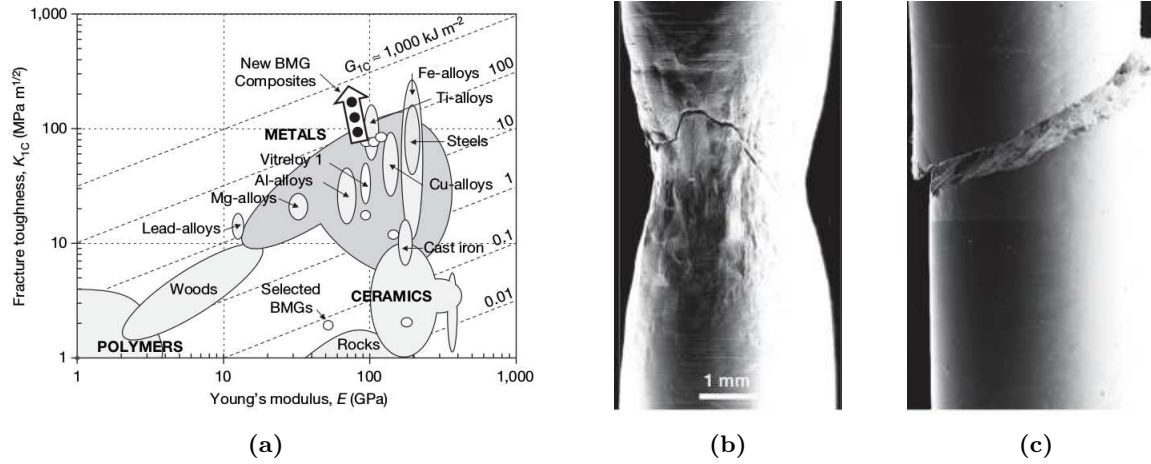 1,000
100
10
1
Fracture toughness, K1C (MPa m1/2)
G1C ≈ 1,000 kJ m−2
100
10
1
0.1
0.01
New BMG
Composites
METALS
Fe-alloys
Ti-alloys
Steels
Vitreloy 1
Al-alloys
Mg-alloys
Cu-alloys
Lead-alloys
Cast iron
Woods
Selected
BMGs
CERAMICS
POLYMERS
Rocks
1
10
100
1,000
Young's modulus, E (GPa)
1 mm
(a)
(b)
(c)